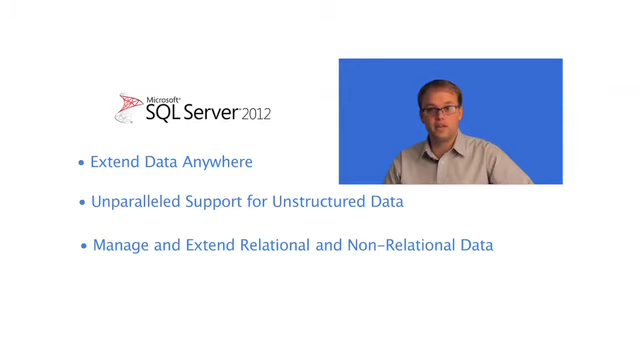 Microsoft®
SQL Server® 2012
• Extend Data Anywhere
• Unparalleled Support for Unstructured Data
• Manage and Extend Relational and Non-Relational Data